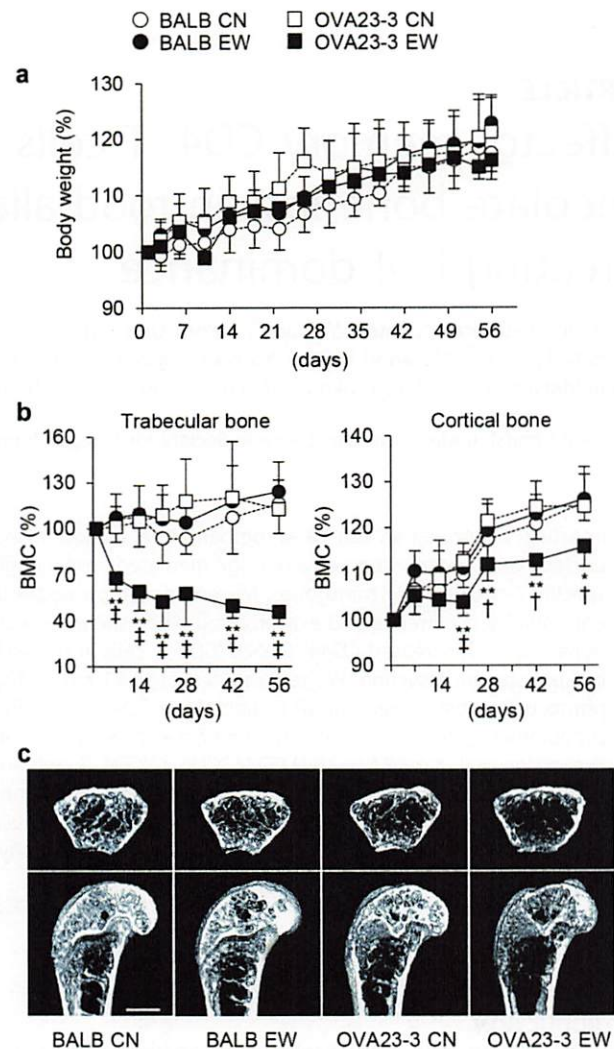 BALB CN OVA23-3 CN
BALB EW OVA23-3 EW
a
Body weight (%)
130
120
110
100
90
0 7 14 21 28 35 42 49 56
(days)
b
Trabecular bone
BMC (%)
160
130
100
70
40
10
** ** ** ** ** **
‡ ‡ ‡ ‡ ‡ ‡
14 28 42 56
(days)
Cortical bone
BMC (%)
140
130
120
110
100
90
** ** ** *
‡ † † †
14 28 42 56
(days)
c
BALB CN BALB EW OVA23-3 CN OVA23-3 EW